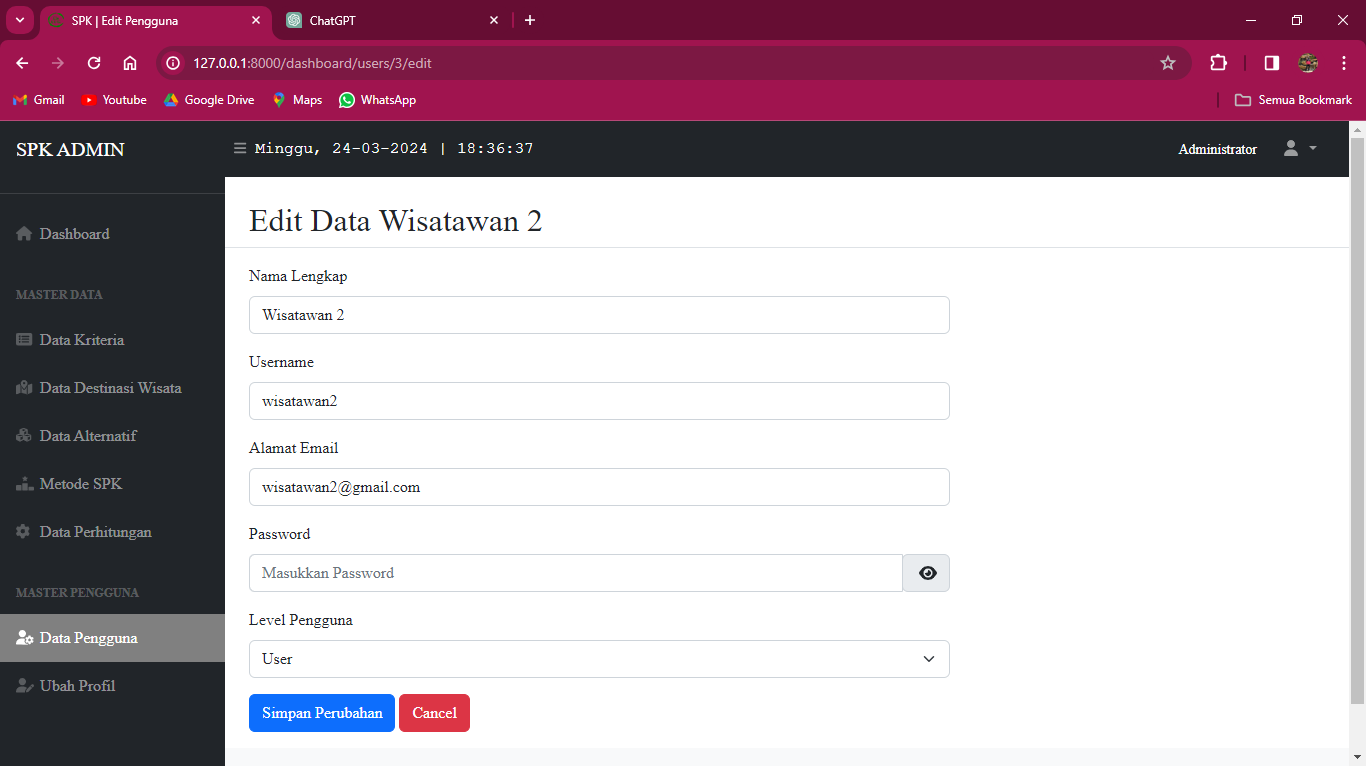 SPK | Edit Pengguna
ChatGPT
127.0.0.1:8000/dashboard/users/3/edit
Gmail
Youtube
Google Drive
Maps
WhatsApp
Semua Bookmark
SPK ADMIN
Minggu, 24-03-2024 | 18:36:37
Administrator
Dashboard
MASTER DATA
Data Kriteria
Data Destinasi Wisata
Data Alternatif
Metode SPK
Data Perhitungan
MASTER PENGGUNA
Data Pengguna
Ubah Profil
Edit Data Wisatawan 2
Nama Lengkap
Wisatawan 2
Username
wisatawan2
Alamat Email
wisatawan2@gmail.com
Password
Masukkan Password
Level Pengguna
User
Simpan Perubahan
Cancel